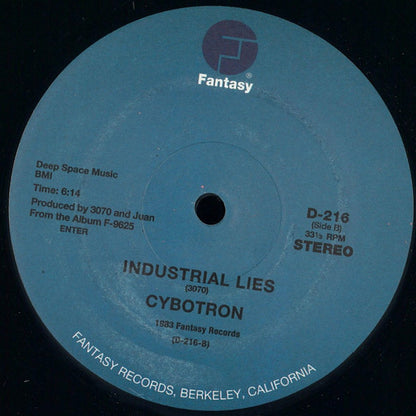 Fantasy®
Deep Space Music
BMI
Time: 6:14
Produced by 3070 and Juan
From the Album F-9625
ENTER
D-216
(Side B)
33⅓ RPM
STEREO
INDUSTRIAL LIES
(3070)
CYBOTRON
1983 Fantasy Records
(D-216-B)
FANTASY RECORDS, BERKELEY, CALIFORNIA